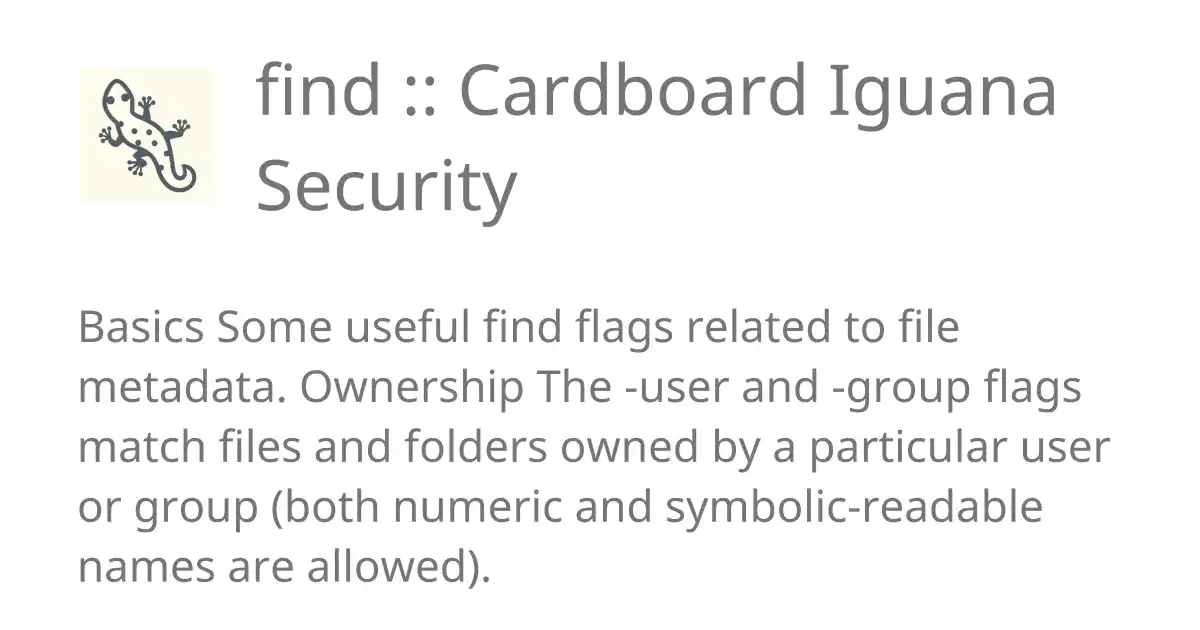 find :: Cardboard Iguana
Security
Basics Some useful find flags related to file
metadata. Ownership The -user and -group flags
match files and folders owned by a particular user
or group (both numeric and symbolic-readable
names are allowed).